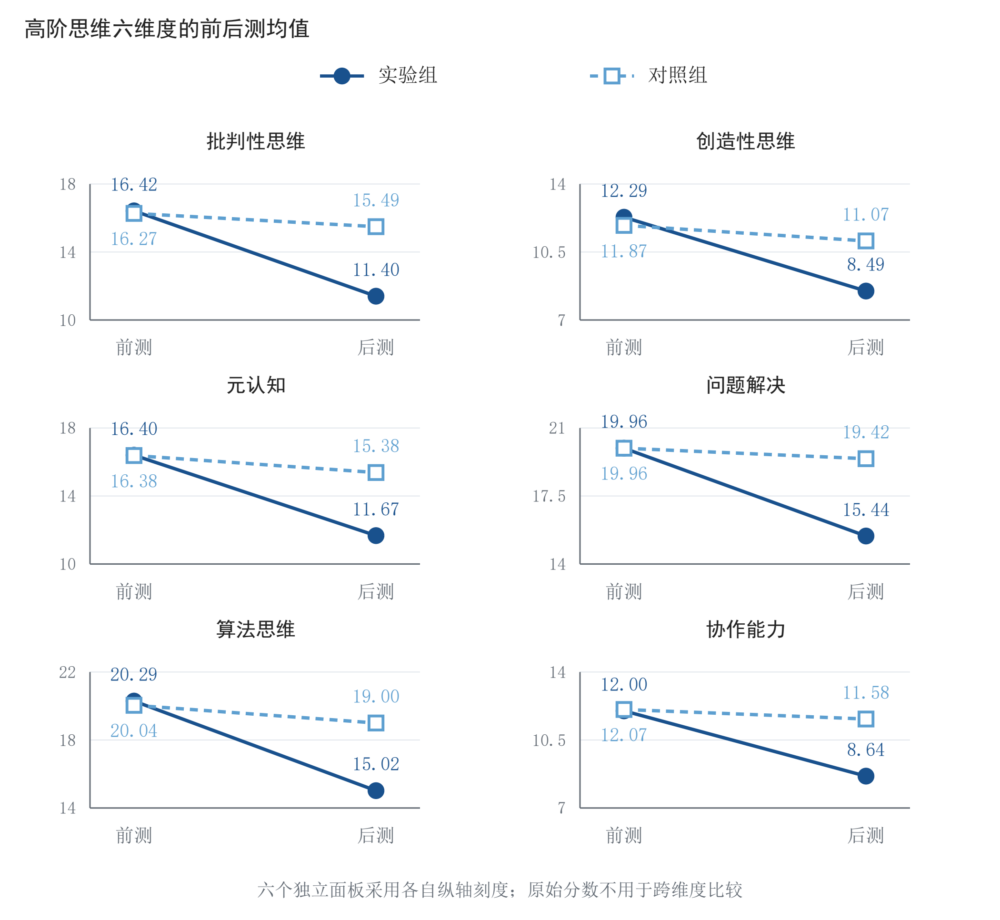 高阶思维六维度的前后测均值
实验组 对照组
批判性思维 创造性思维
18 16.42 15.49
16.27
14 11.40
10
前测 后测
14 12.29 11.07
10.5 11.87 8.49
7
前测 后测
元认知 问题解决
18 16.40 15.38
16.38
14 11.67
10
前测 后测
21 19.96 19.42
19.96
17.5 15.44
14
前测 后测
算法思维 协作能力
22 20.29 19.00
20.04
18 15.02
14
前测 后测
14 12.00 11.58
12.07
10.5 8.64
7
前测 后测
六个独立面板采用各自纵轴刻度；原始分数不用于跨维度比较